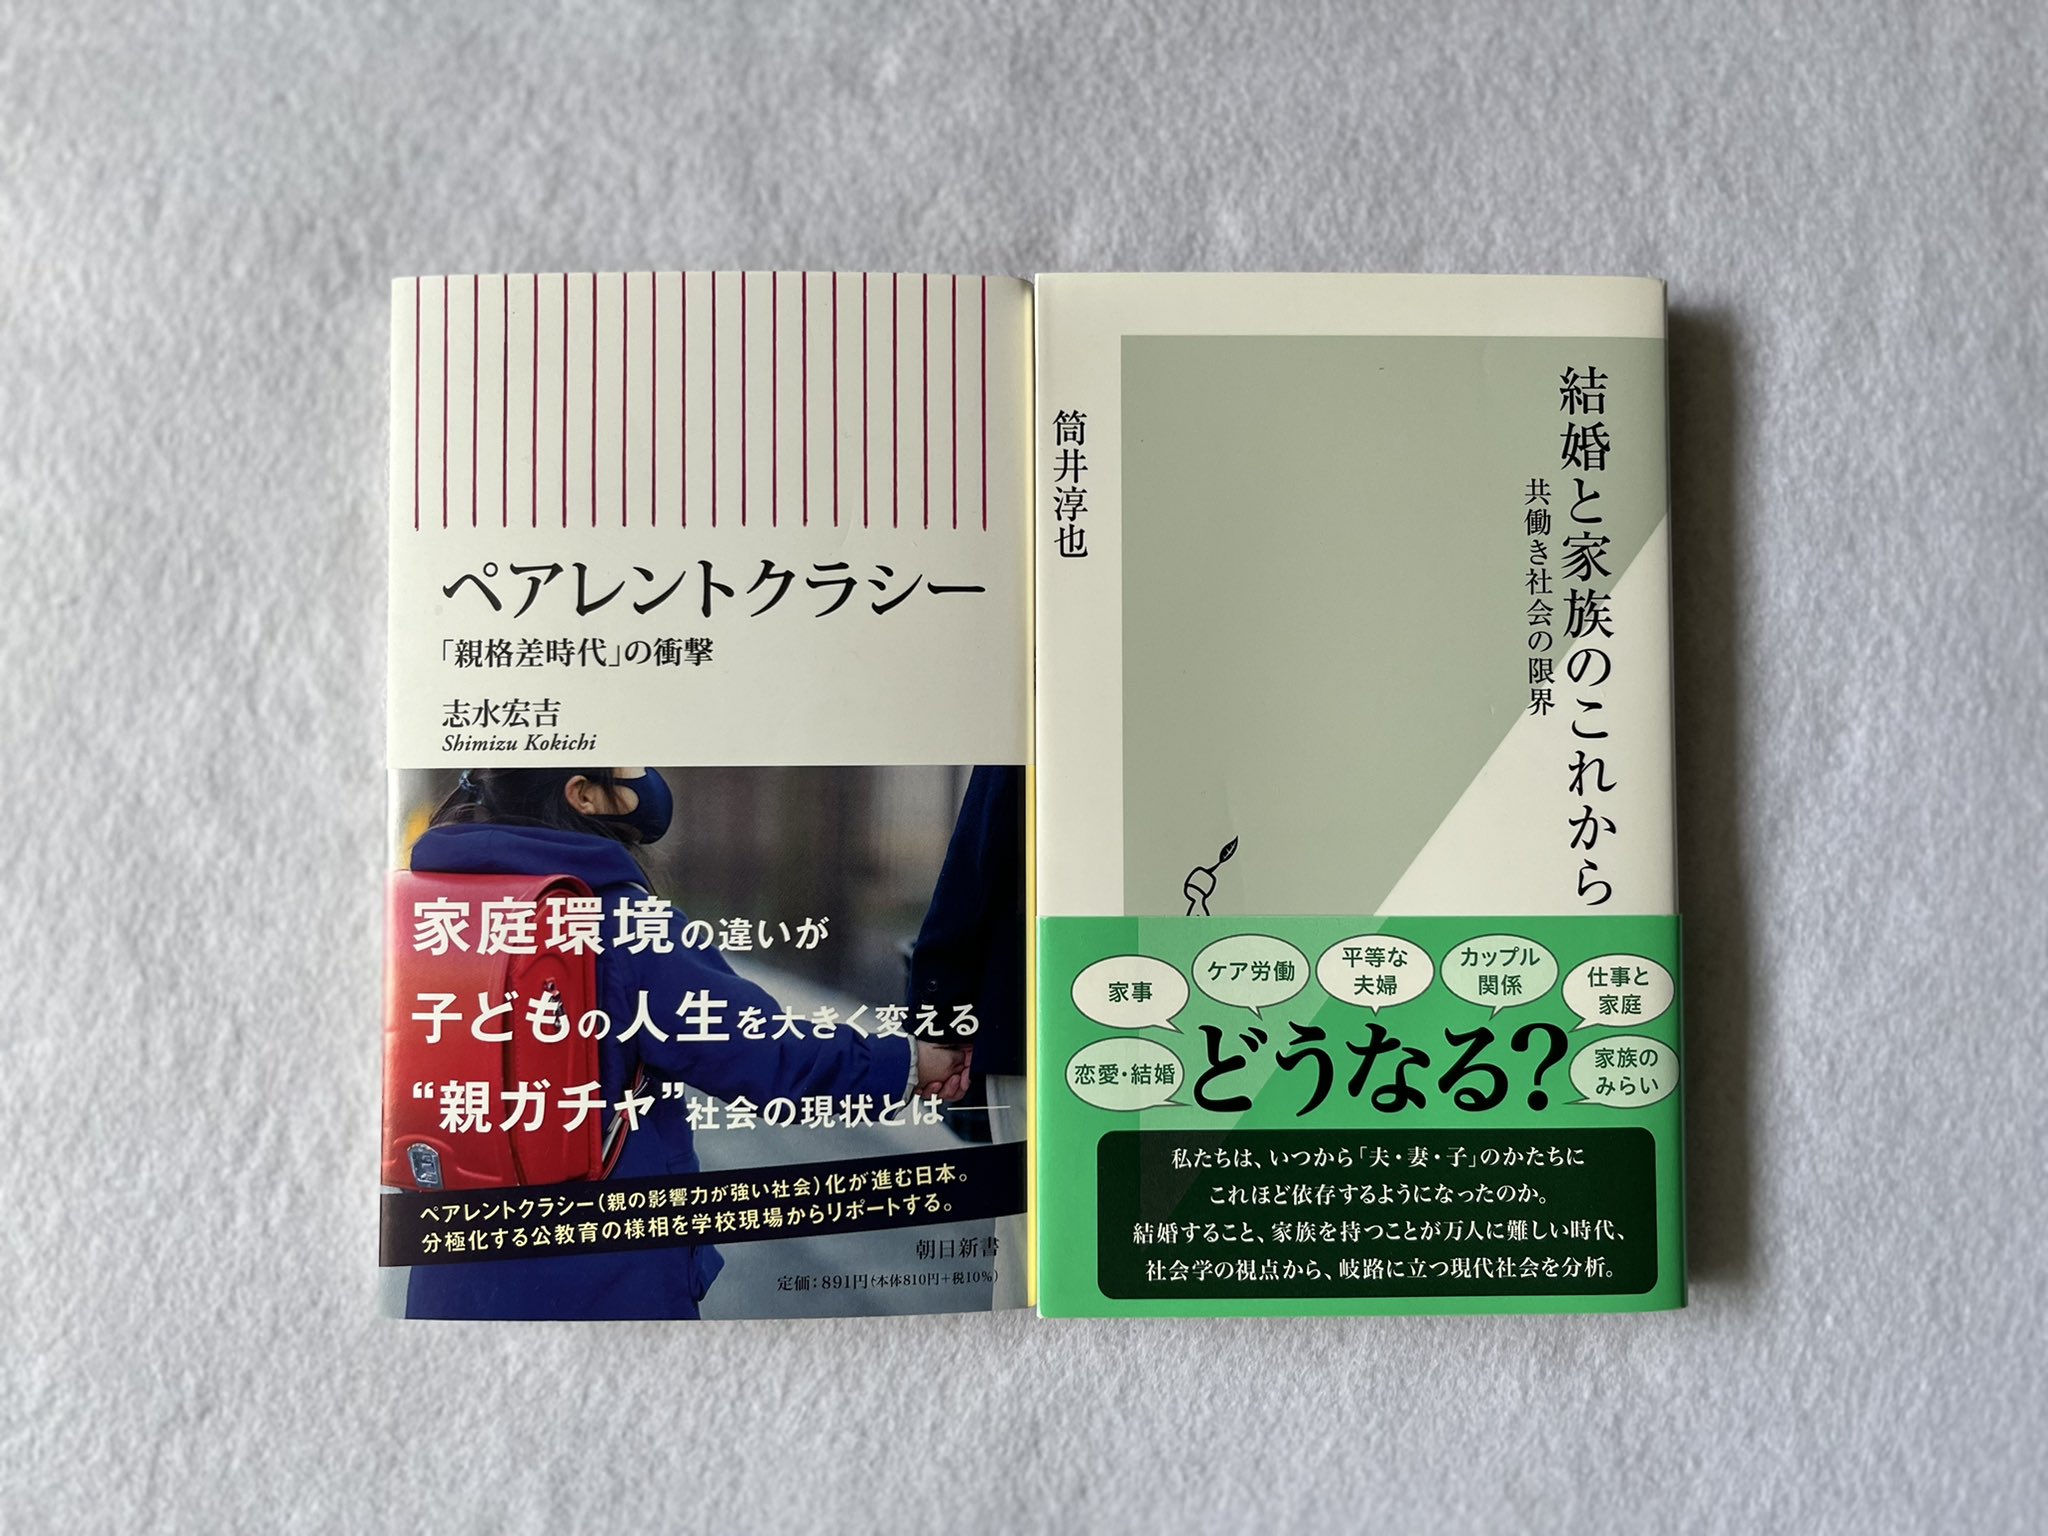 ペアレントクラシー
「親格差時代」の衝撃
志水宏吉
Shimizu Kokichi
家庭環境の違いが
子どもの人生を大きく変える
“親ガチャ”社会の現状とは──
ペアレントクラシー(親の影響力が強い社会)化が進む日本。
分極化する公教育の様相を学校現場からリポートする。
朝日新書
定価:891円(本体810円+税10%)
結婚と家族のこれから
共働き社会の限界
筒井淳也
家事
ケア労働
平等な
夫婦
カップル
関係
仕事と
家庭
恋愛・結婚
どうなる?
家族の
みらい
私たちは、いつから「夫・妻・子」のかたちに
これほど依存するようになったのか。
結婚すること、家族を持つことが万人に難しい時代、
社会学の視点から、岐路に立つ現代社会を分析。